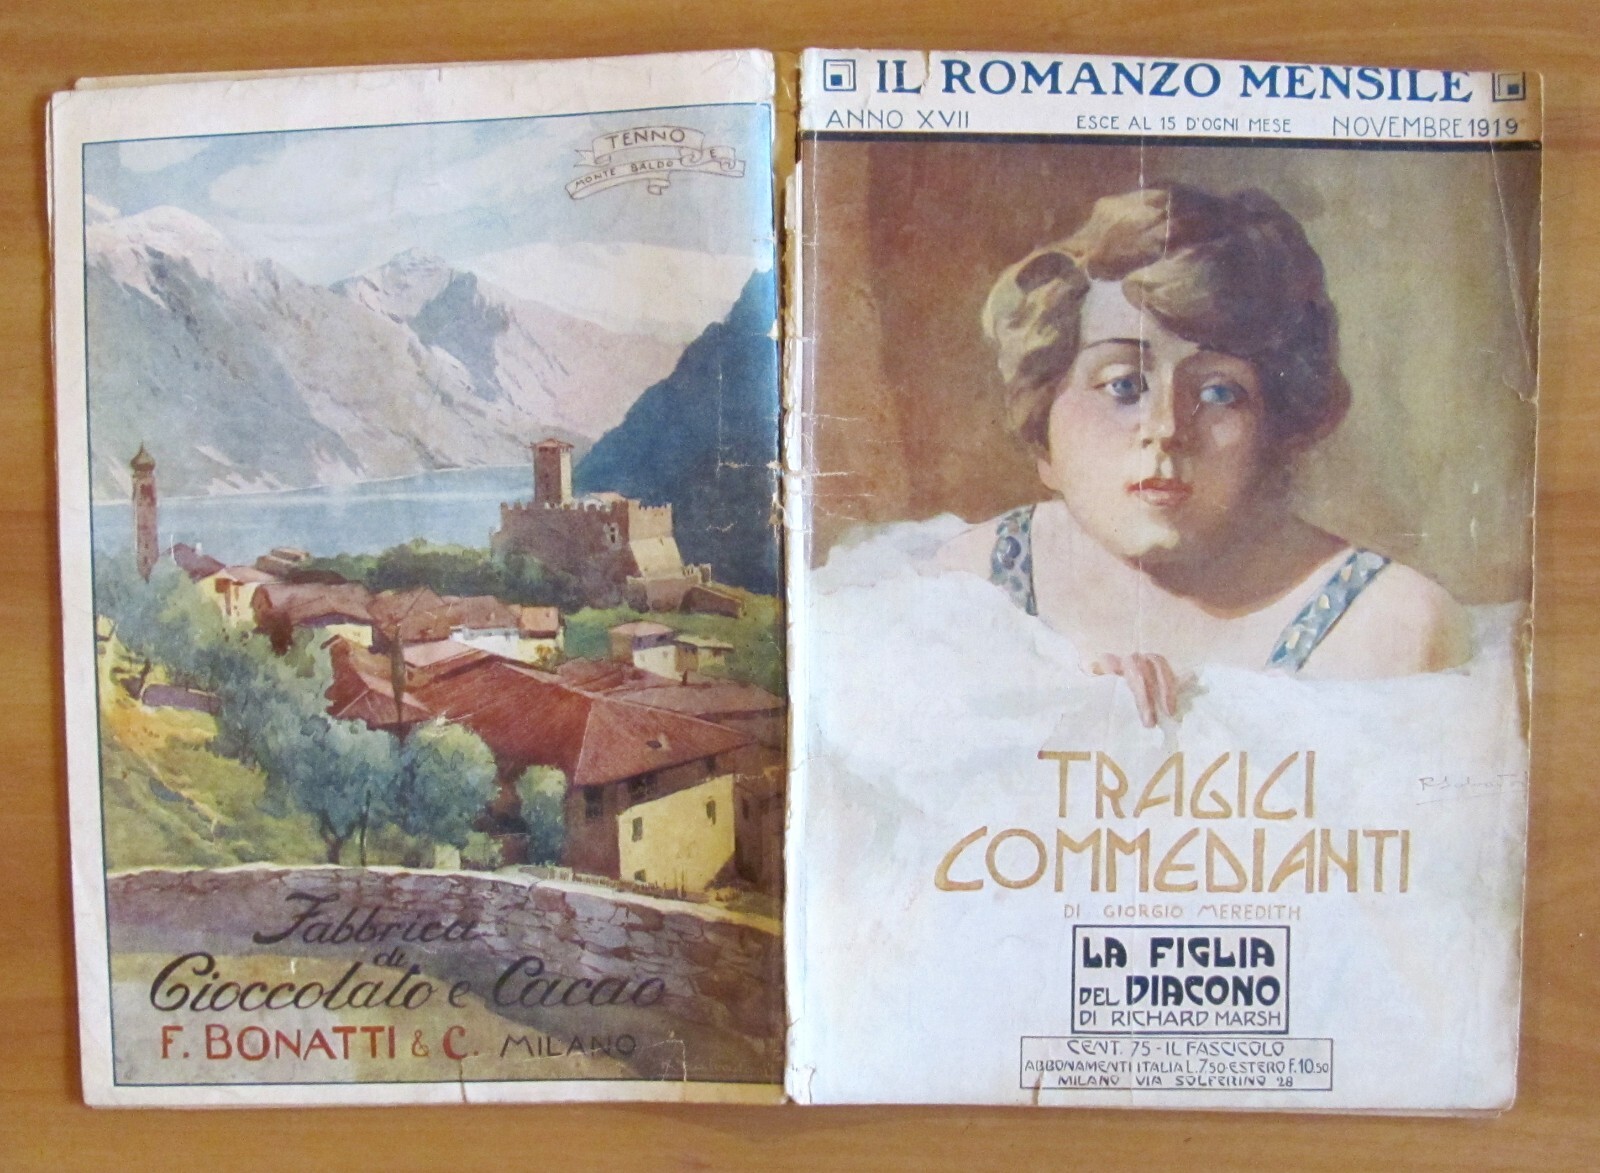 TENNO E
MONTE BALDO
Fabbrica
di
Cioccolato e Cacao
F. BONATTI & C. MILANO
IL ROMANZO MENSILE
ANNO XVII ESCE AL 15 D'OGNI MESE NOVEMBRE 1919
TRAGICI
COMMEDIANTI
DI GIORGIO MEREDITH
LA FIGLIA
DEL DIACONO
DI RICHARD MARSH
CENT. 75 - IL FASCICOLO
ABBONAMENTI ITALIA L.7.50 - ESTERO F.10.50
MILANO VIA SOLFERINO 28